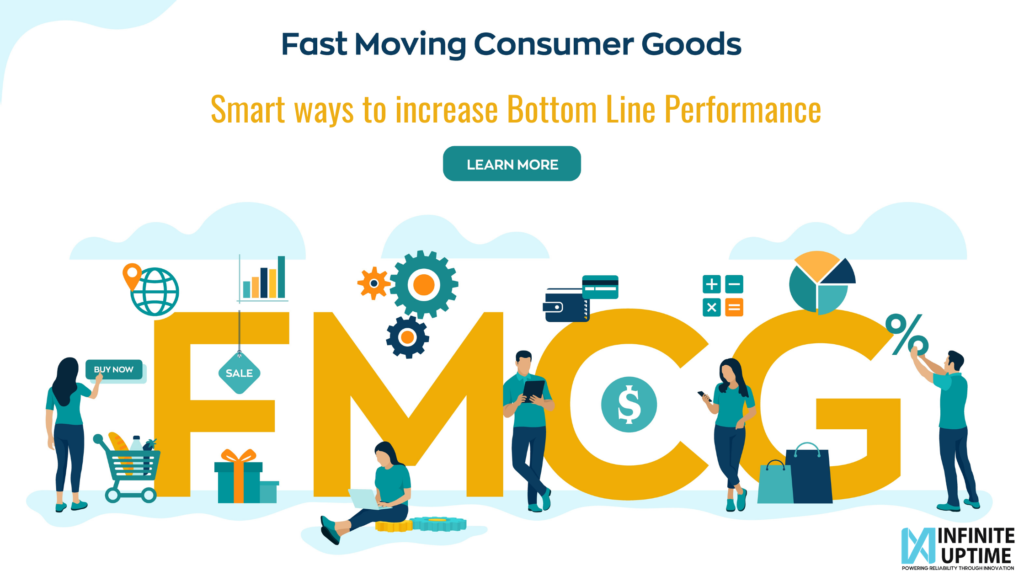 Fast Moving Consumer Goods
Smart ways to increase Bottom Line Performance
LEARN MORE
BUY NOW
SALE
FMCG
$
%
INFINITE
UPTIME
POWERING RELIABILITY THROUGH INNOVATION